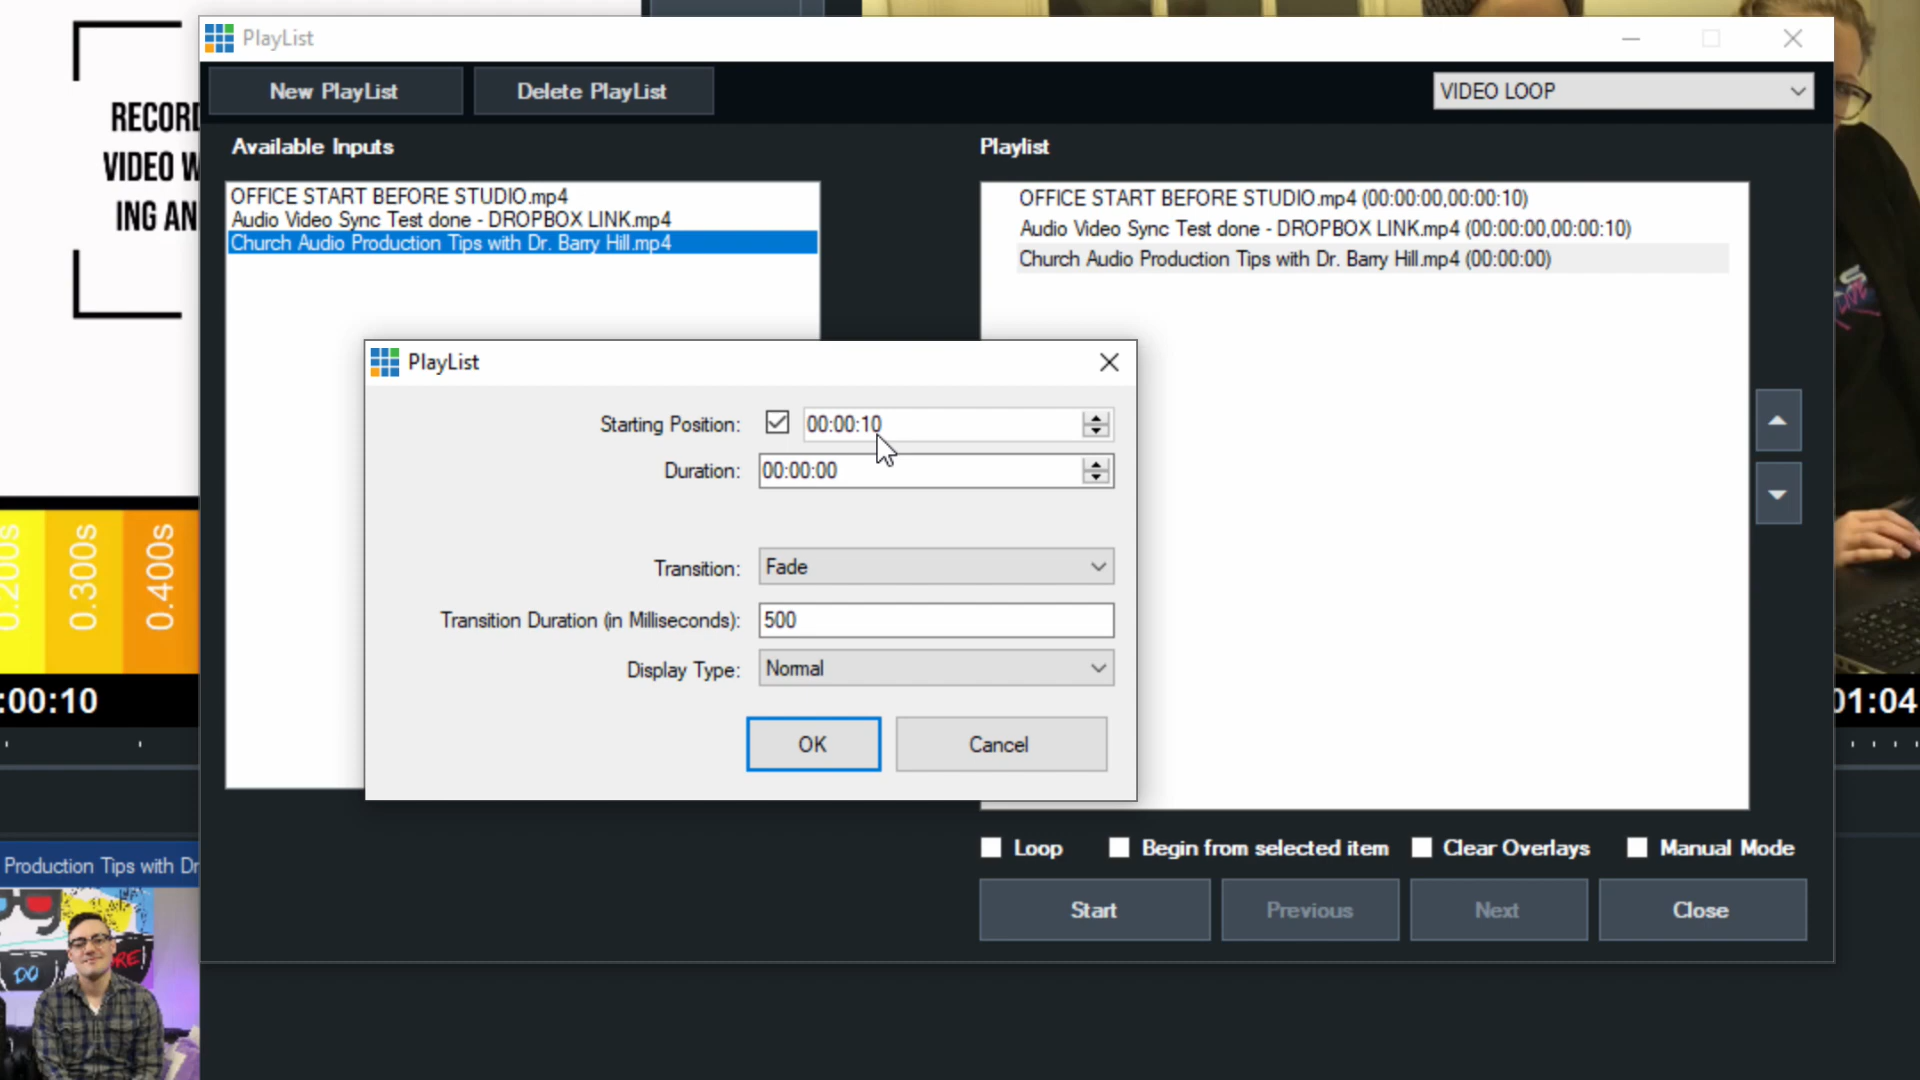 RECORD
VIDEO W
ING AN
PlayList
New PlayList
Delete PlayList
VIDEO LOOP
Available Inputs
Playlist
OFFICE START BEFORE STUDIO.mp4
Audio Video Sync Test done - DROPBOX LINK.mp4
Church Audio Production Tips with Dr. Barry Hill.mp4
OFFICE START BEFORE STUDIO.mp4 (00:00:00,00:00:10)
Audio Video Sync Test done - DROPBOX LINK.mp4 (00:00:00,00:00:10)
Church Audio Production Tips with Dr. Barry Hill.mp4 (00:00:00)
PlayList
Starting Position: 00:00:10
Duration: 00:00:00
Transition: Fade
Transition Duration (in Milliseconds): 500
Display Type: Normal
OK
Cancel
0.200s
0.300s
0.400s
:00:10
01:04
LIVE
Loop
Begin from selected item
Clear Overlays
Manual Mode
Start
Previous
Next
Close
Production Tips with Dr
DO
RE